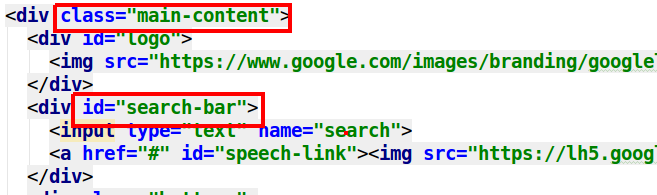 <div class="main-content">
<div id="logo">
<img src="https://www.google.com/images/branding/google
</div>
<div id="search-bar">
<input type="text" name="search">
<a href="#" id="speech-link"><img src="https://lh5.goog
</div>